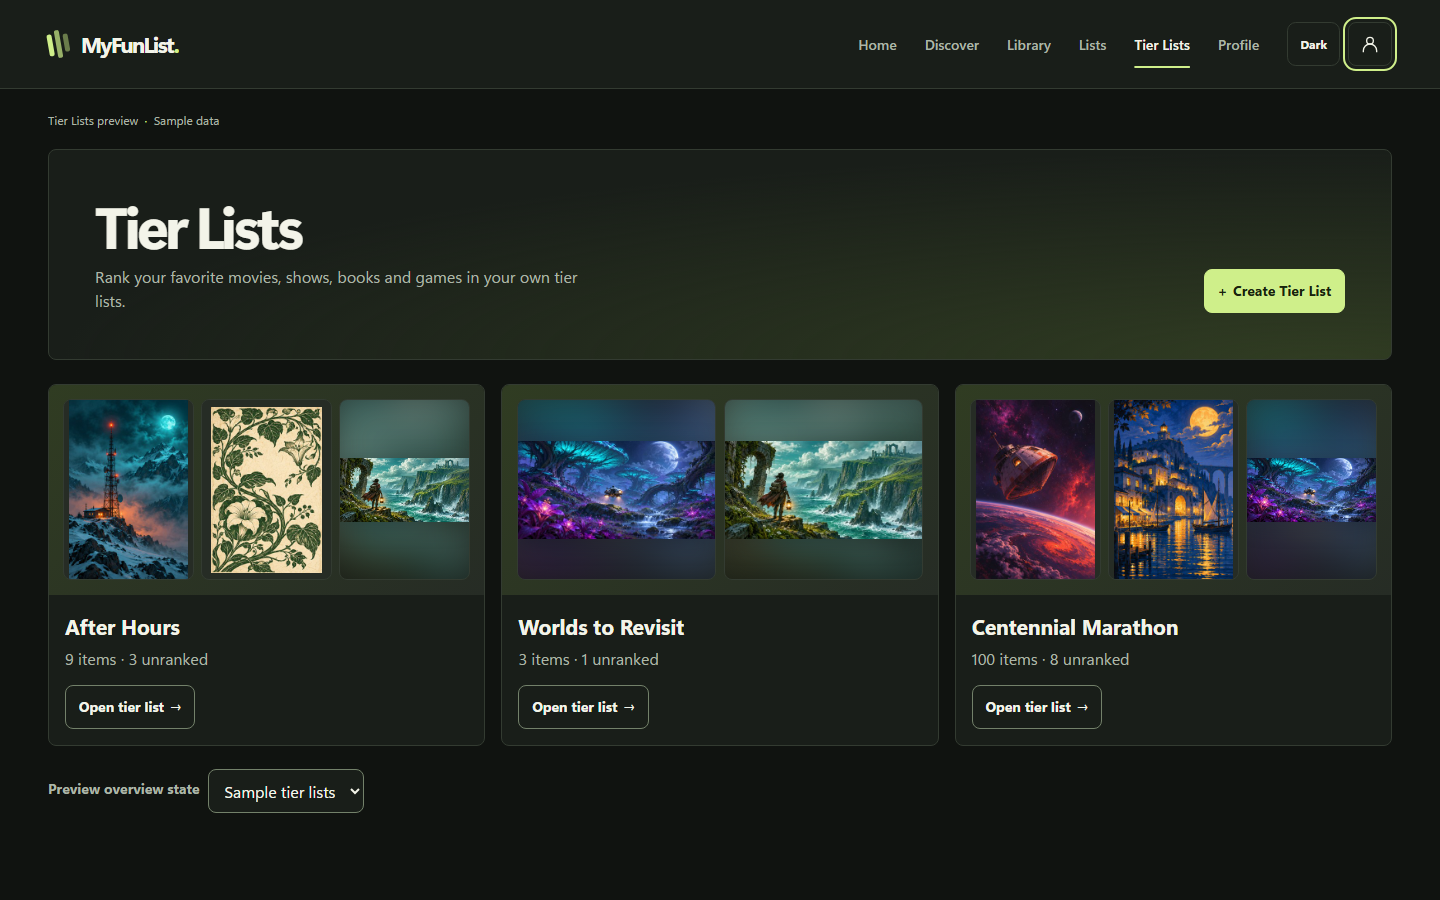 MyFunList.
Home
Discover
Library
Lists
Tier Lists
Profile
Dark
Tier Lists preview · Sample data
Tier Lists
Rank your favorite movies, shows, books and games in your own tier
lists.
+ Create Tier List
After Hours
9 items · 3 unranked
Open tier list →
Worlds to Revisit
3 items · 1 unranked
Open tier list →
Centennial Marathon
100 items · 8 unranked
Open tier list →
Preview overview state
Sample tier lists